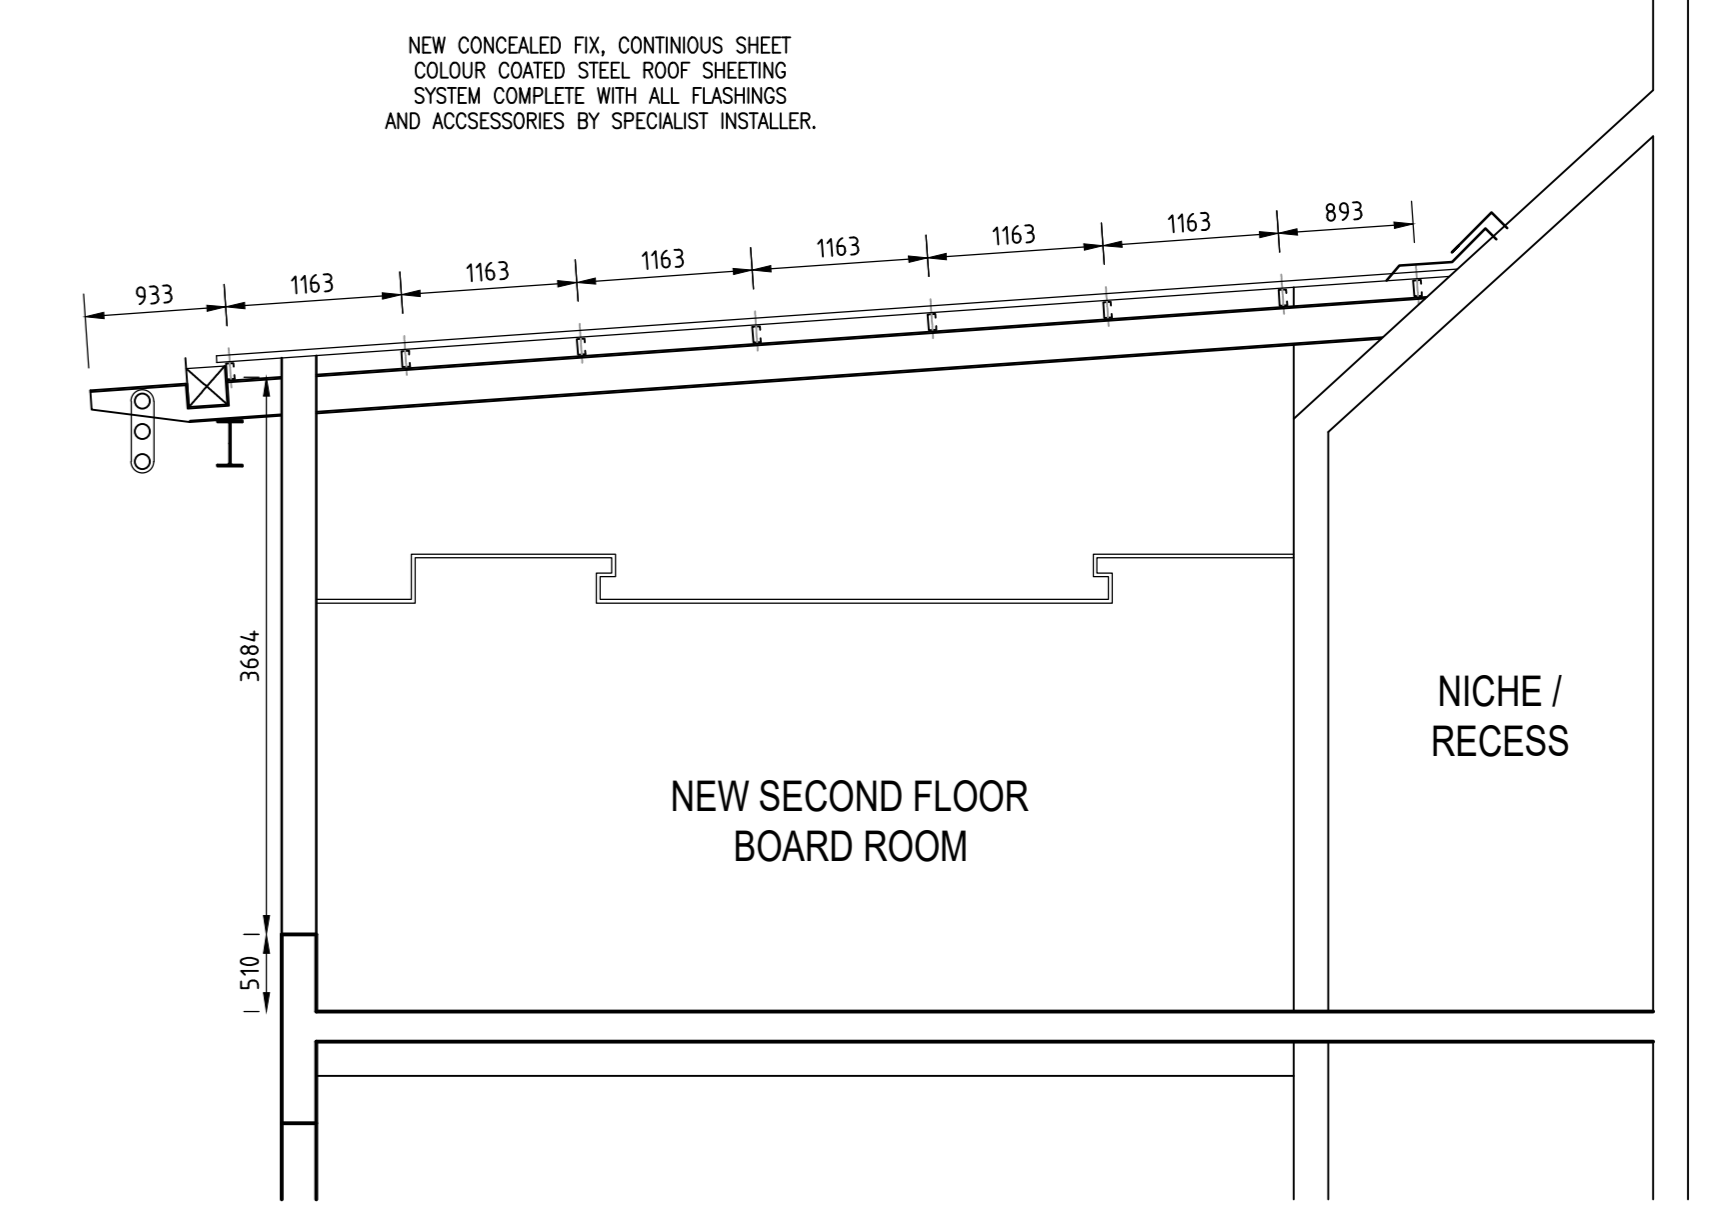 NEW CONCEALED FIX, CONTINIOUS SHEET
COLOUR COATED STEEL ROOF SHEETING
SYSTEM COMPLETE WITH ALL FLASHINGS
AND ACCSESSORIES BY SPECIALIST INSTALLER.
933
1163
1163
1163
1163
1163
1163
893
3684
510
NICHE /
RECESS
NEW SECOND FLOOR
BOARD ROOM